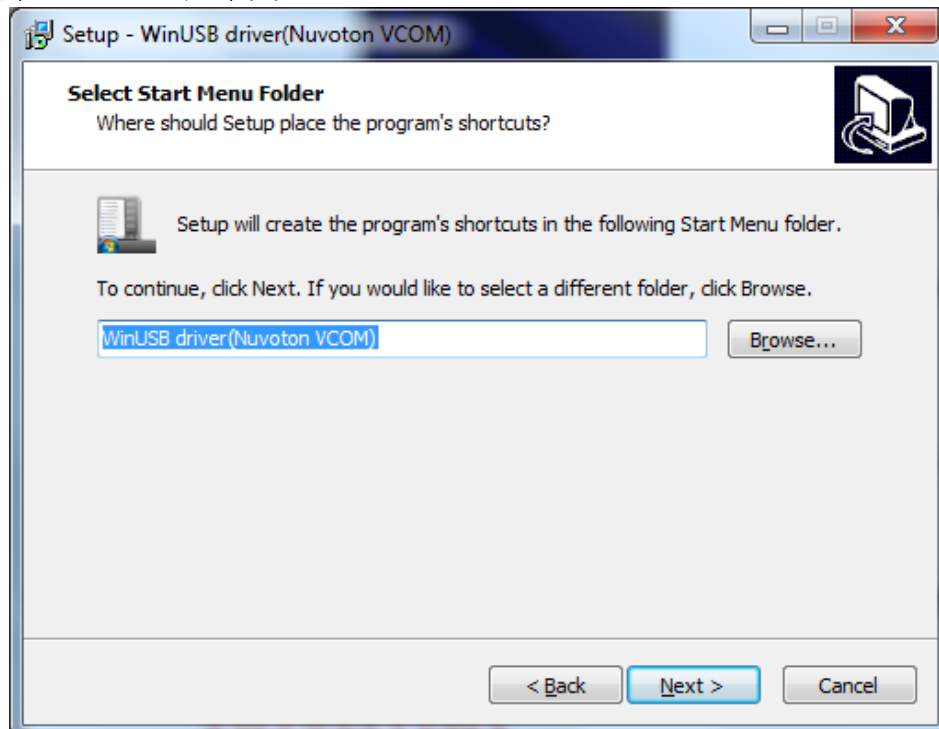 Setup - WinUSB driver(Nuvoton VCOM)
Select Start Menu Folder
Where should Setup place the program's shortcuts?
Setup will create the program's shortcuts in the following Start Menu folder.
To continue, click Next. If you would like to select a different folder, click Browse.
WinUSB driver(Nuvoton VCOM)
Browse...
< Back
Next >
Cancel